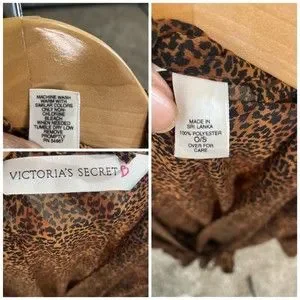 MACHINE WASH
WARM WITH
SIMILAR COLORS
ONLY NON-
CHLORINE
BLEACH
WHEN NEEDED
TUMBLE DRY LOW
REMOVE
PROMPTLY
RN 54867
MADE IN
SRI LANKA
100% POLYESTER
O/S
OVER FOR
CARE
VICTORIA'S SECRET